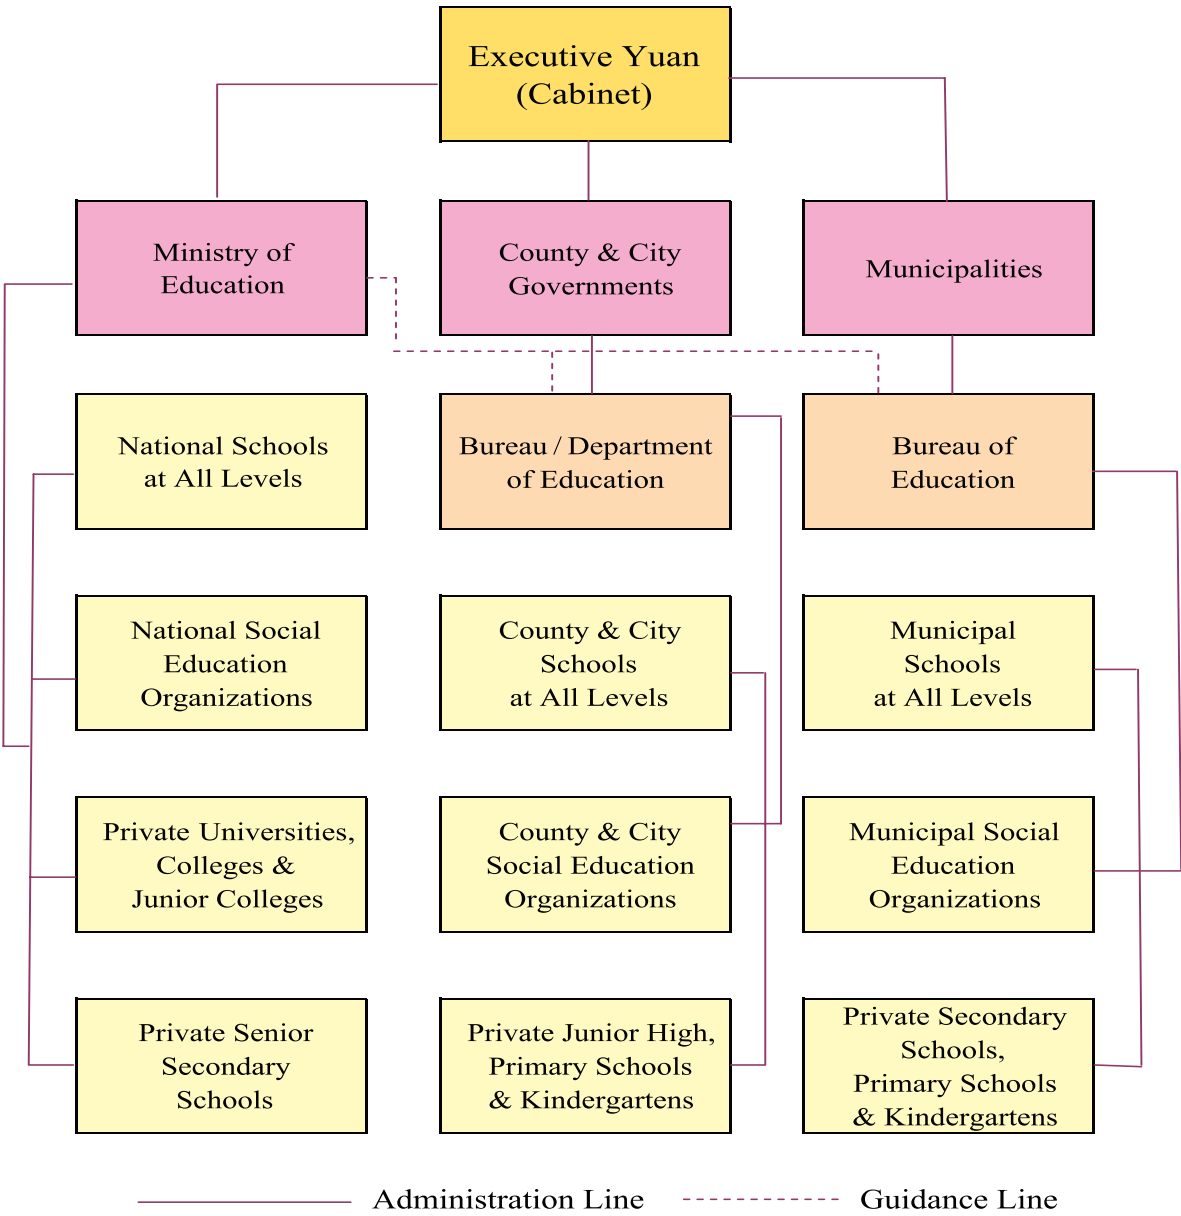 Executive Yuan
(Cabinet)
Ministry of
Education
County & City
Governments
Municipalities
National Schools
at All Levels
Bureau / Department
of Education
Bureau of
Education
National Social
Education
Organizations
County & City
Schools
at All Levels
Municipal
Schools
at All Levels
Private Universities,
Colleges &
Junior Colleges
County & City
Social Education
Organizations
Municipal Social
Education
Organizations
Private Senior
Secondary
Schools
Private Junior High,
Primary Schools
& Kindergartens
Private Secondary
Schools,
Primary Schools
& Kindergartens
Administration Line
Guidance Line